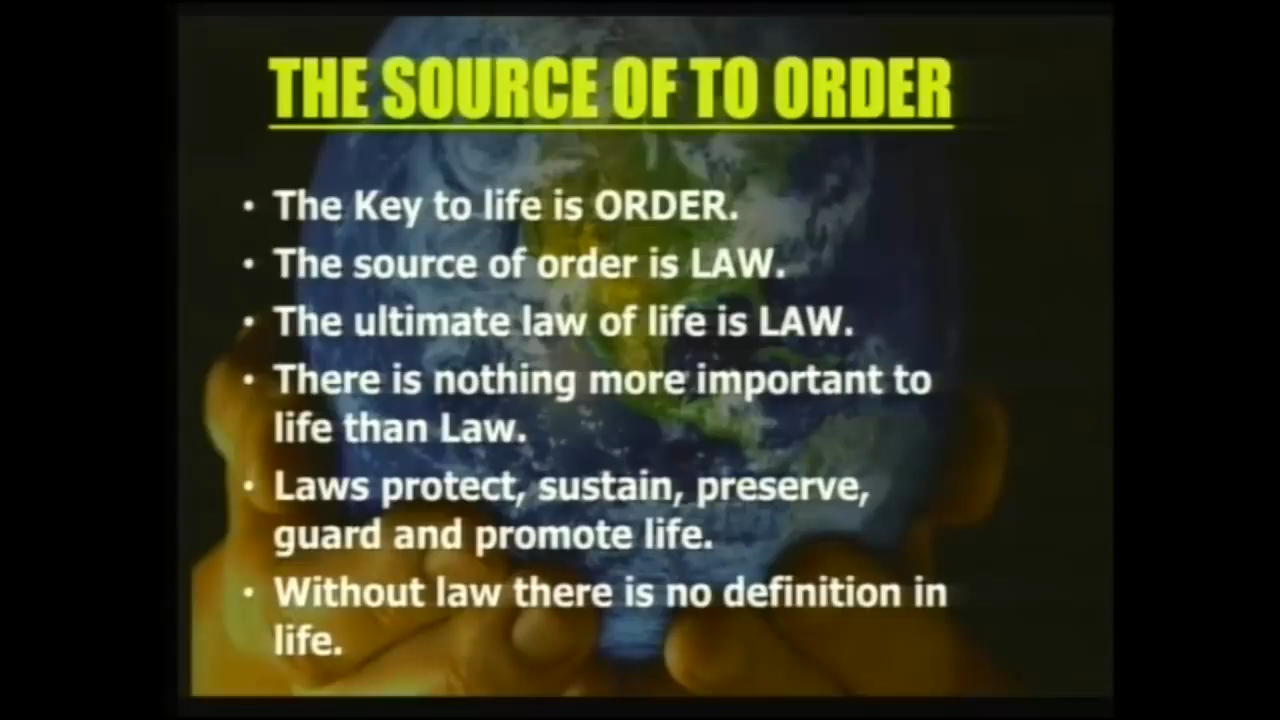 THE SOURCE OF TO ORDER
• The Key to life is ORDER.
• The source of order is LAW.
• The ultimate law of life is LAW.
• There is nothing more important to
life than Law.
• Laws protect, sustain, preserve,
guard and promote life.
• Without law there is no definition in
life.